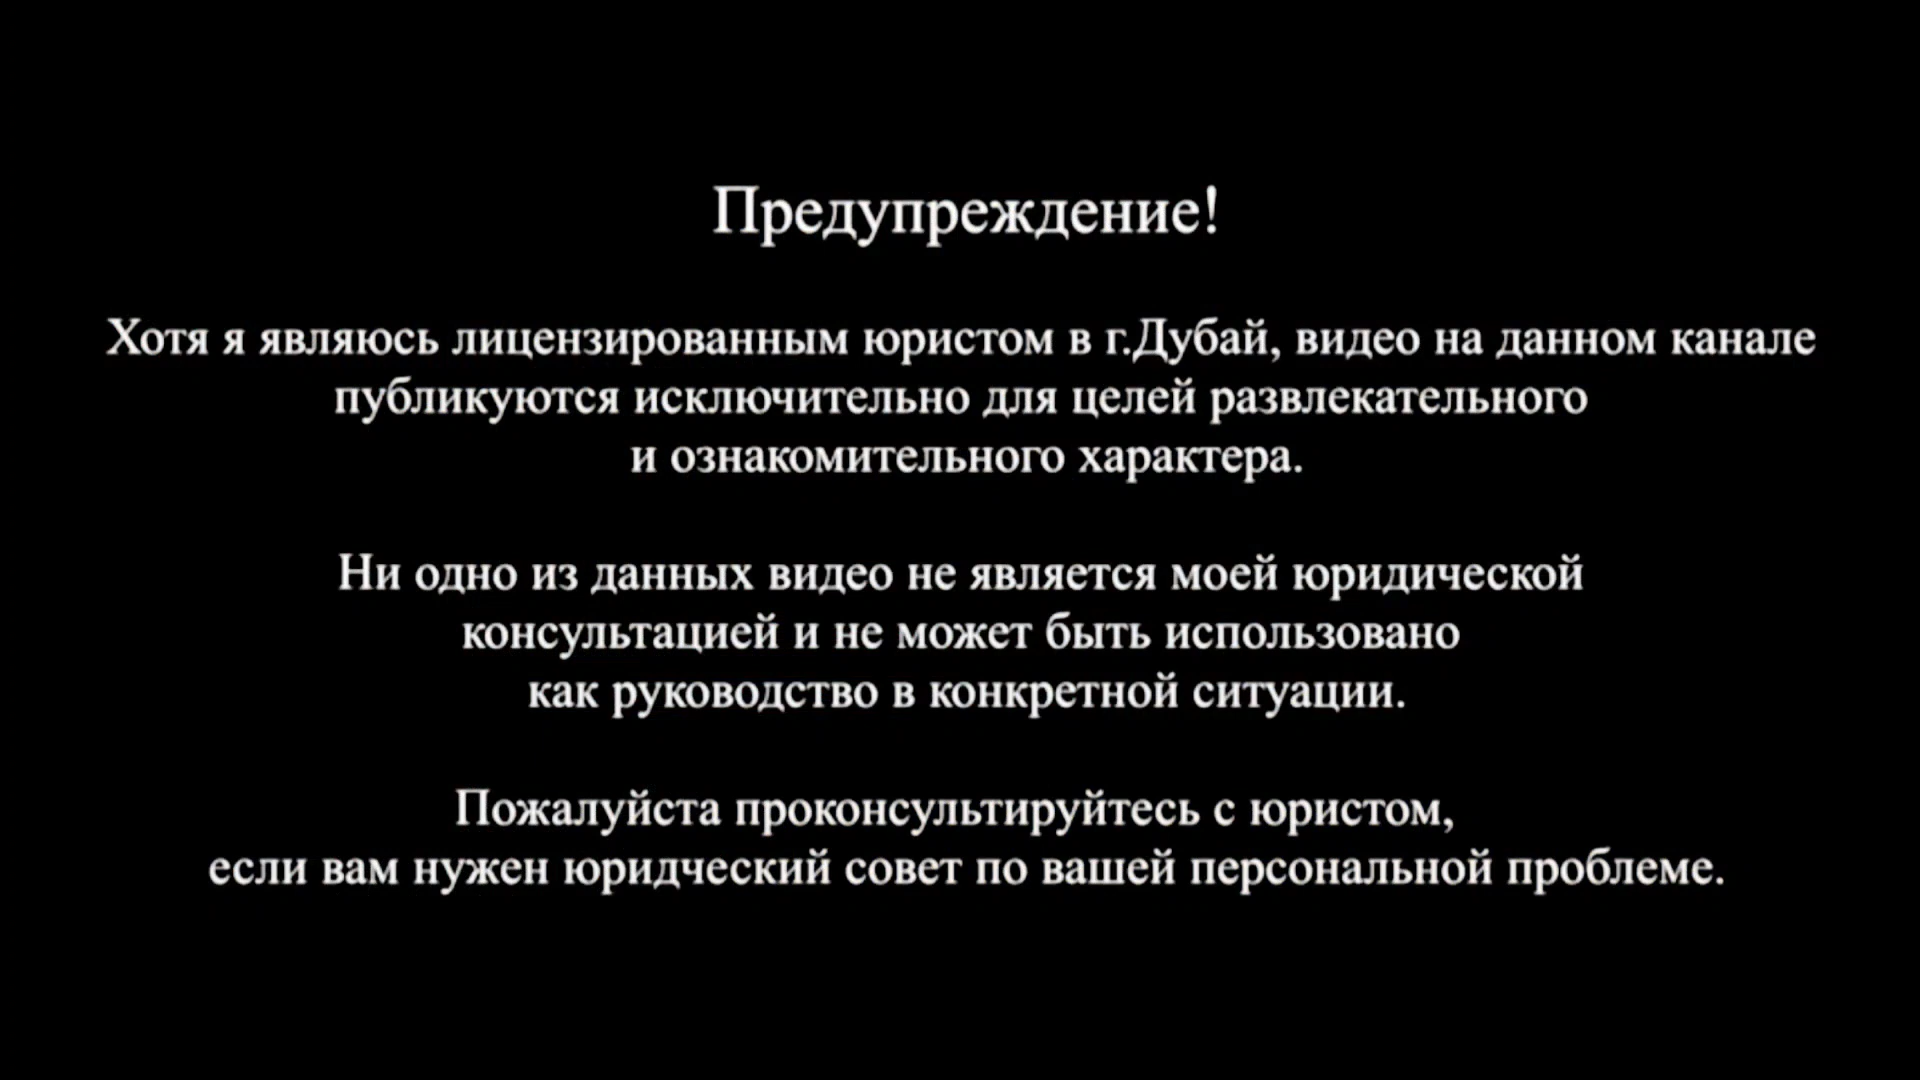 Предупреждение!
Хотя я являюсь лицензированным юристом в г.Дубай, видео на данном канале
публикуются исключительно для целей развлекательного
и ознакомительного характера.
Ни одно из данных видео не является моей юридической
консультацией и не может быть использовано
как руководство в конкретной ситуации.
Пожалуйста проконсультируйтесь с юристом,
если вам нужен юридческий совет по вашей персональной проблеме.